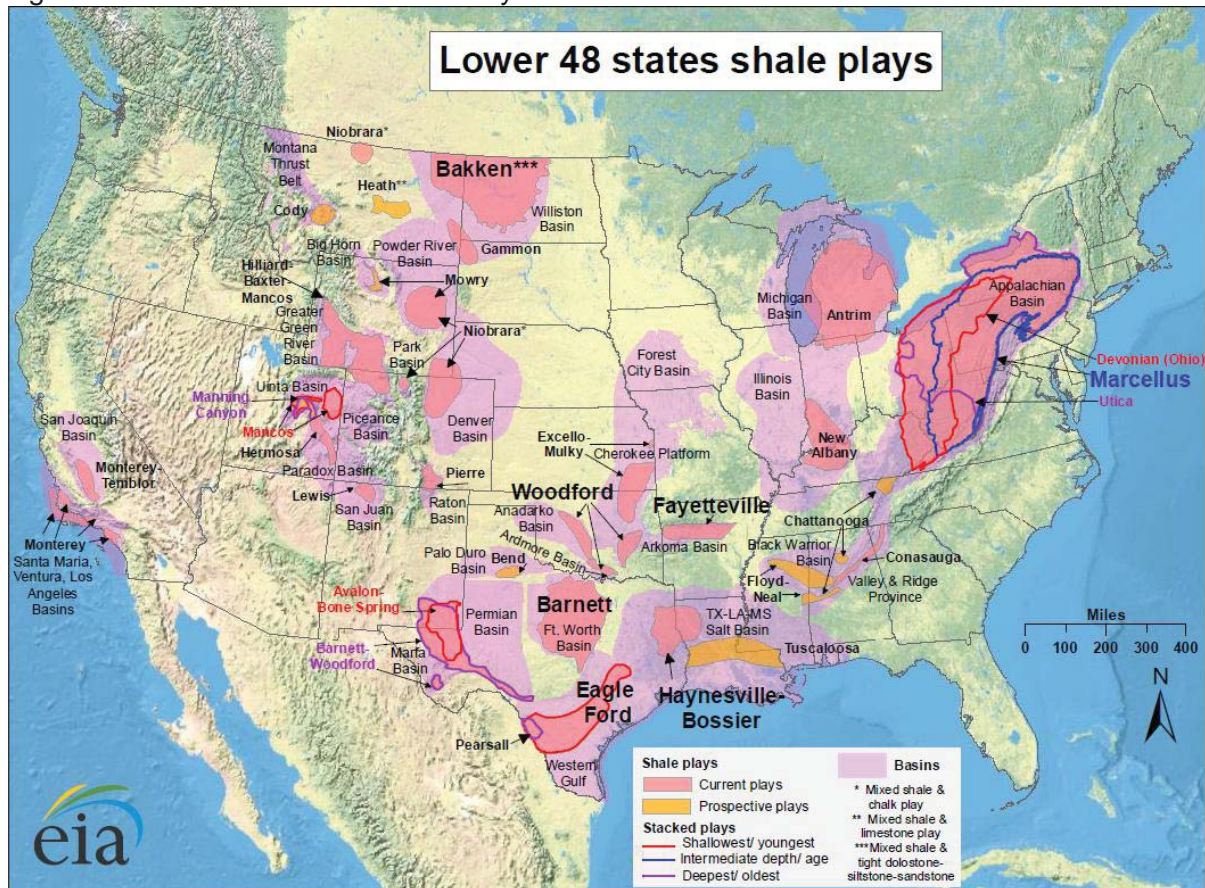 Lower 48 states shale plays
Niobrara*
Montana
Thrust
Belt
Bakken***
Heath**
Cody
Williston
Basin
Big Horn
Basin
Powder River
Basin
Gammon
Hilliard-
Baxter-
Mancos
Mowry
Greater
Green
River
Basin
Niobrara*
Park
Basin
Michigan
Basin
Antrim
Appalachian
Basin
Devonian (Ohio)
Marcellus
Utica
Forest
City Basin
Illinois
Basin
Uinta Basin
Manning
Canyon
San Joaquin
Basin
Mancos
Piceance
Basin
Denver
Basin
Hermosa
Excello-
Mulky
Cherokee Platform
New
Albany
Monterey-
Temblor
Paradox Basin
Pierre
Lewis
San Juan
Basin
Raton
Basin
Woodford
Anadarko
Basin
Fayetteville
Arkoma Basin
Chattanooga
Monterey
Santa Maria,
Ventura, Los
Angeles
Basins
Palo Duro
Basin
Bend
Ardmore Basin
Black Warrior
Basin
Conasauga
Floyd-
Neal
Valley & Ridge
Province
Avalon-
Bone Spring
Permian
Basin
Barnett
Ft. Worth
Basin
TX-LA-MS
Salt Basin
Tuscaloosa
Barnett-
Woodford
Marfa
Basin
Eagle
Ford
Haynesville-
Bossier
Pearsall
Western
Gulf
Miles
0 100 200 300 400
N
Shale plays
Current plays
Prospective plays
Stacked plays
Shallowest/ youngest
Intermediate depth/ age
Deepest/ oldest
Basins
* Mixed shale &
chalk play
** Mixed shale &
limestone play
***Mixed shale &
tight dolostone-
siltstone-sandstone
eia